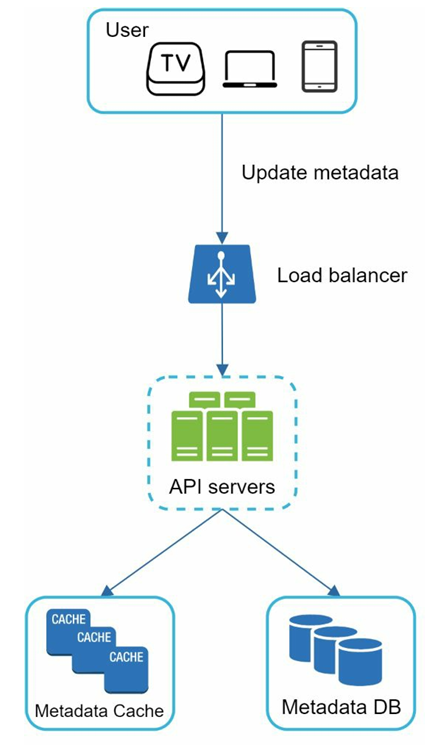 User
TV
Update metadata
Load balancer
API servers
CACHE
CACHE
CACHE
Metadata Cache
Metadata DB